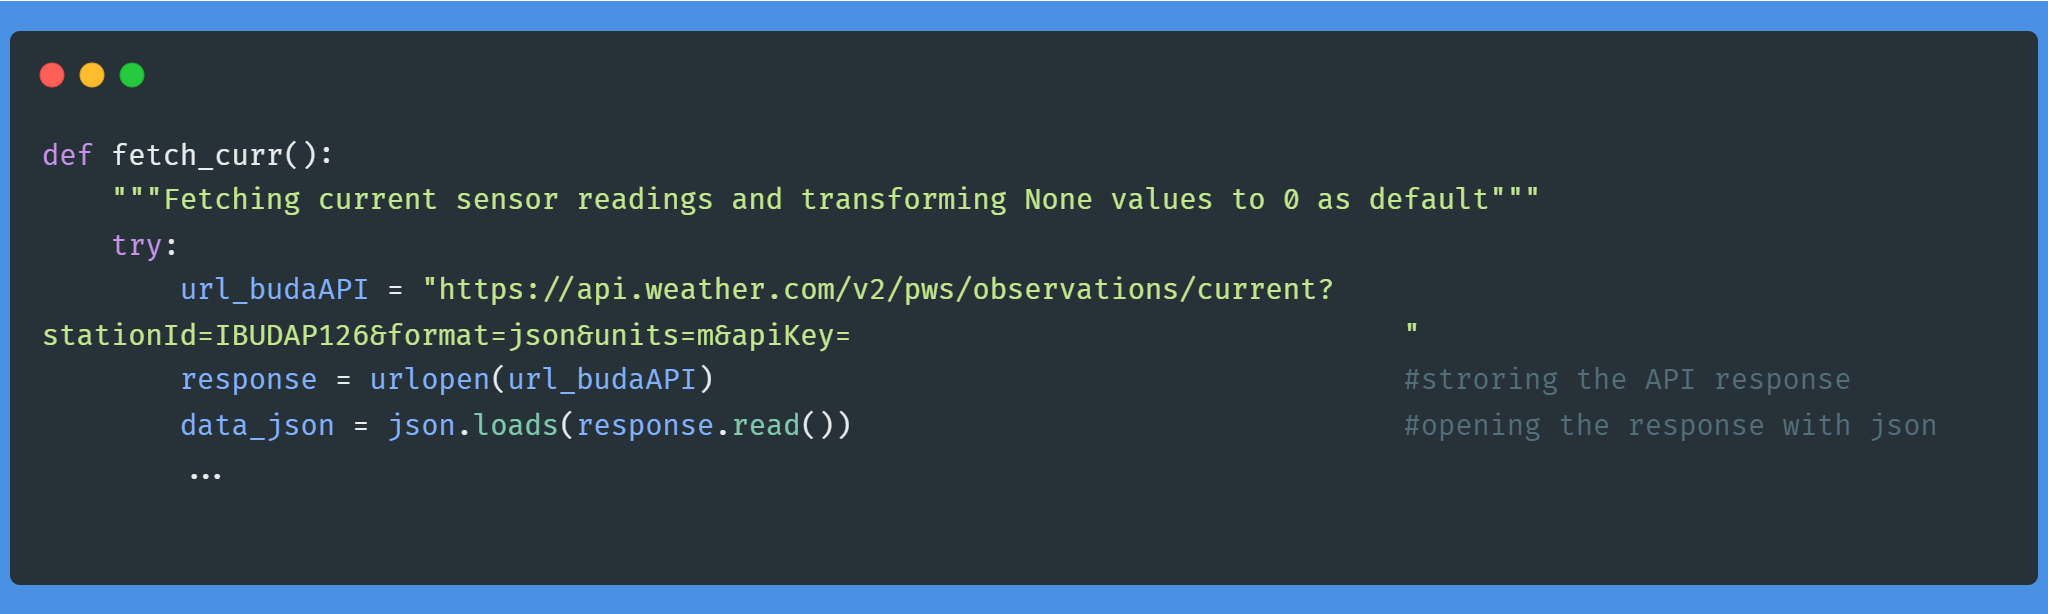 def fetch_curr():
    """Fetching current sensor readings and transforming None values to 0 as default"""
    try:
        url_budaAPI = "https://api.weather.com/v2/pws/observations/current?
stationId=IBUDAP126&format=json&units=m&apiKey=                                "
        response = urlopen(url_budaAPI)                                        #stroring the API response
        data_json = json.loads(response.read())                                #opening the response with json
        ...